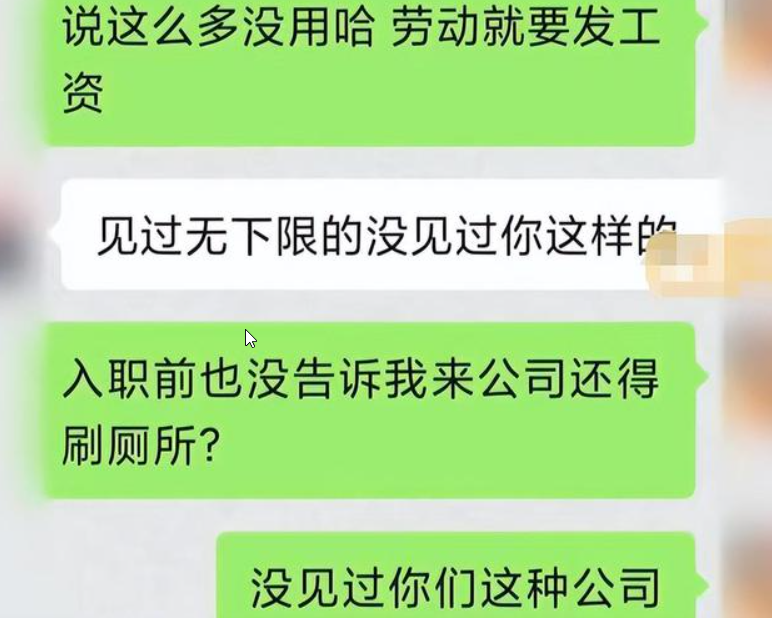 说这么多没用哈 劳动就要发工
资
见过无下限的没见过你这样的
入职前也没告诉我来公司还得
刷厕所?
没见过你们这种公司